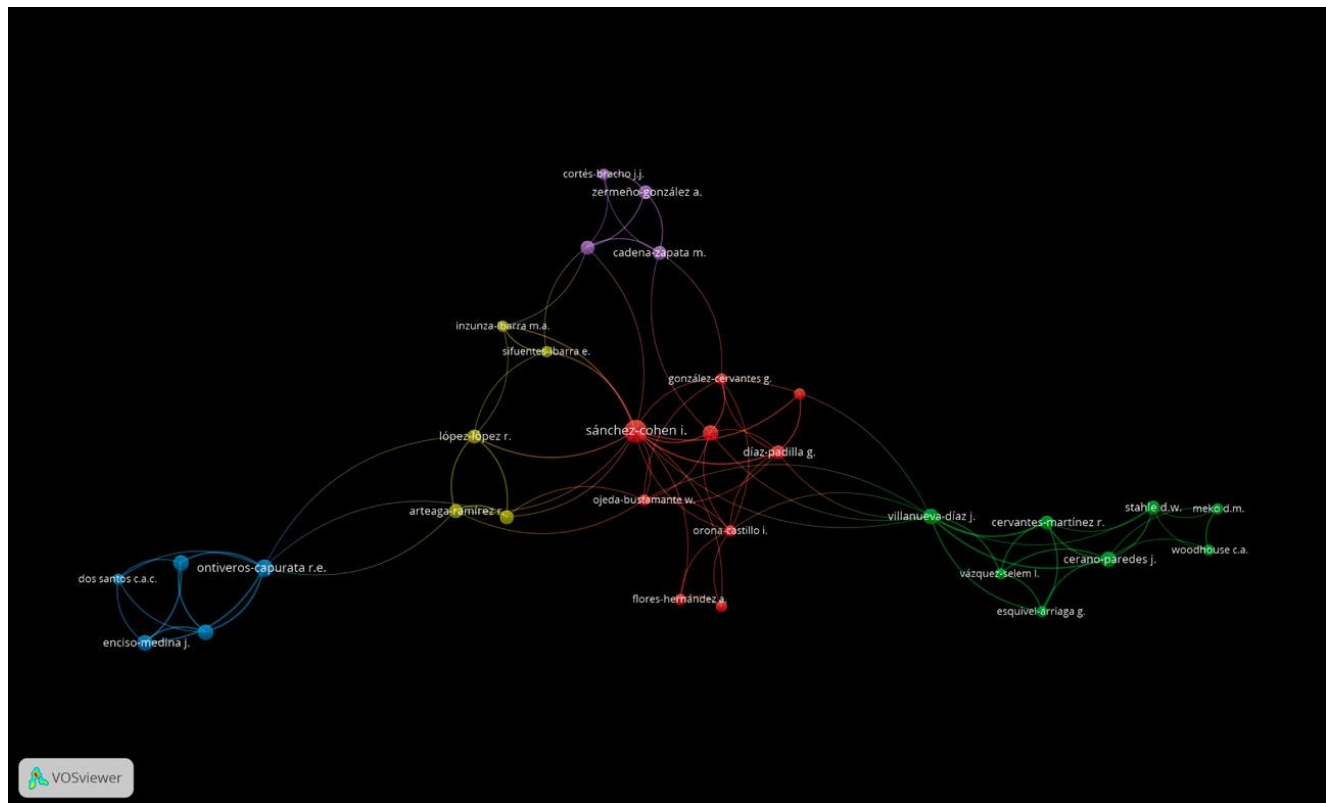 cortés-bracho j.j.
zermeño-gonzález a.
cadena-zapata m.
inzunza-ibarra m.a.
sifuentes-ibarra e.
gonzález-cervantes g.
sánchez-cohen i.
lópez-lópez r.
díaz-padilla g.
ojeda-bustamante w.
arteaga-ramírez r.
orona-castillo i.
villanueva-díaz j.
cervantes-martínez r.
stahle d.w.
meko d.m.
woodhouse c.a.
cerano-paredes j.
vázquez-selem l.
esquivel-arriaga g.
flores-hernández a.
ontiveros-capurata r.e.
dos santos c.a.c.
enciso-medina j.
VOSviewer